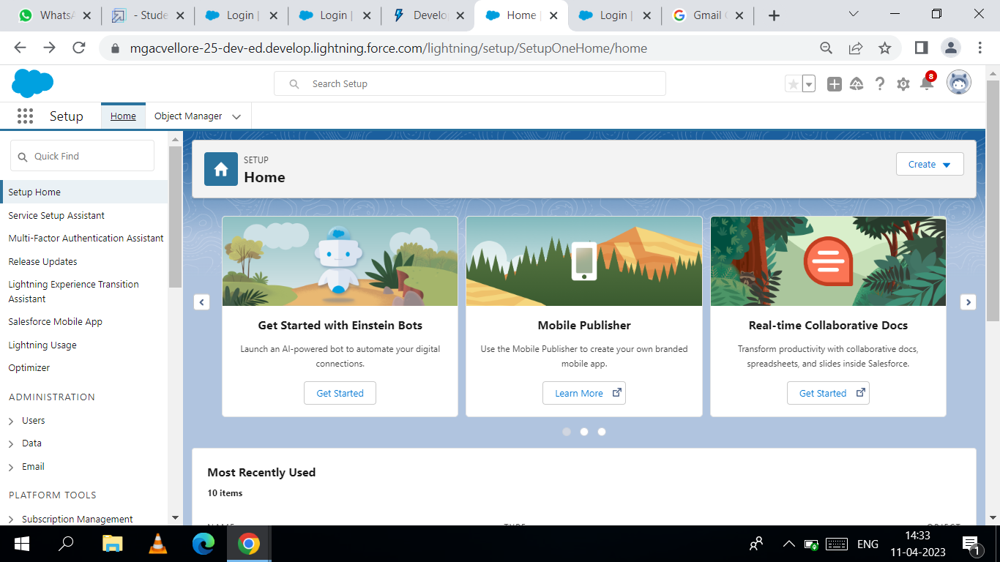 WhatsA
- Stude
Login |
Login |
Develop
Home |
Login |
Gmail
mgacvellore-25-dev-ed.develop.lightning.force.com/lightning/setup/SetupOneHome/home
Search Setup
8
Setup
Home
Object Manager
Quick Find
Setup Home
Service Setup Assistant
Multi-Factor Authentication Assistant
Release Updates
Lightning Experience Transition
Assistant
Salesforce Mobile App
Lightning Usage
Optimizer
ADMINISTRATION
Users
Data
Email
PLATFORM TOOLS
Subscription Management
SETUP
Home
Create
Get Started with Einstein Bots
Launch an AI-powered bot to automate your digital
connections.
Get Started
Mobile Publisher
Use the Mobile Publisher to create your own branded
mobile app.
Learn More
Real-time Collaborative Docs
Transform productivity with collaborative docs,
spreadsheets, and slides inside Salesforce.
Get Started
Most Recently Used
10 items
NAME
TYPE
OBJECT
ENG
14:33
11-04-2023
1